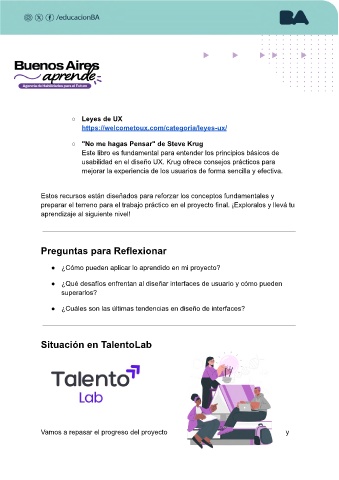 /educacionBA
BA
Buenos Aires
aprende
Agencia de Habilidades para el Futuro
○ Leyes de UX
https://welcometoux.com/categoria/leyes-ux/
○ "No me hagas Pensar" de Steve Krug
Este libro es fundamental para entender los principios básicos de
usabilidad en el diseño UX. Krug ofrece consejos prácticos para
mejorar la experiencia de los usuarios de forma sencilla y efectiva.
Estos recursos están diseñados para reforzar los conceptos fundamentales y
preparar el terreno para el trabajo práctico en el proyecto final. ¡Exploralos y llevá tu
aprendizaje al siguiente nivel!
Preguntas para Reflexionar
● ¿Cómo pueden aplicar lo aprendido en mi proyecto?
● ¿Qué desafíos enfrentan al diseñar interfaces de usuario y cómo pueden
superarlos?
● ¿Cuáles son las últimas tendencias en diseño de interfaces?
Situación en TalentoLab
Talento
Lab
Vamos a repasar el progreso del proyecto y